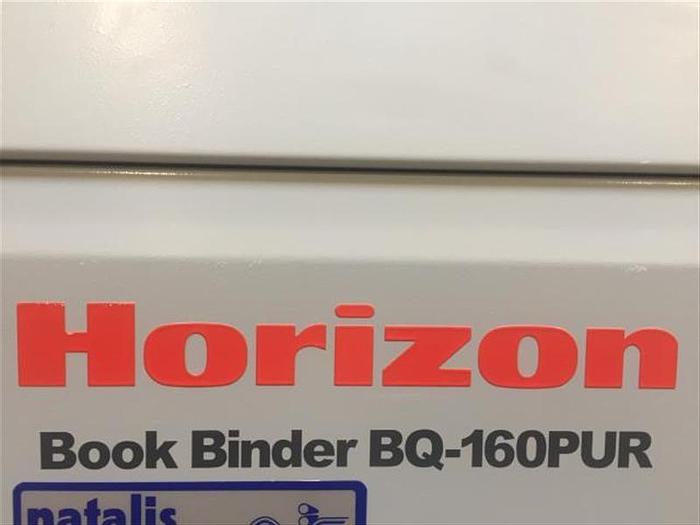 Horizon
Book Binder BQ-160PUR
natalis